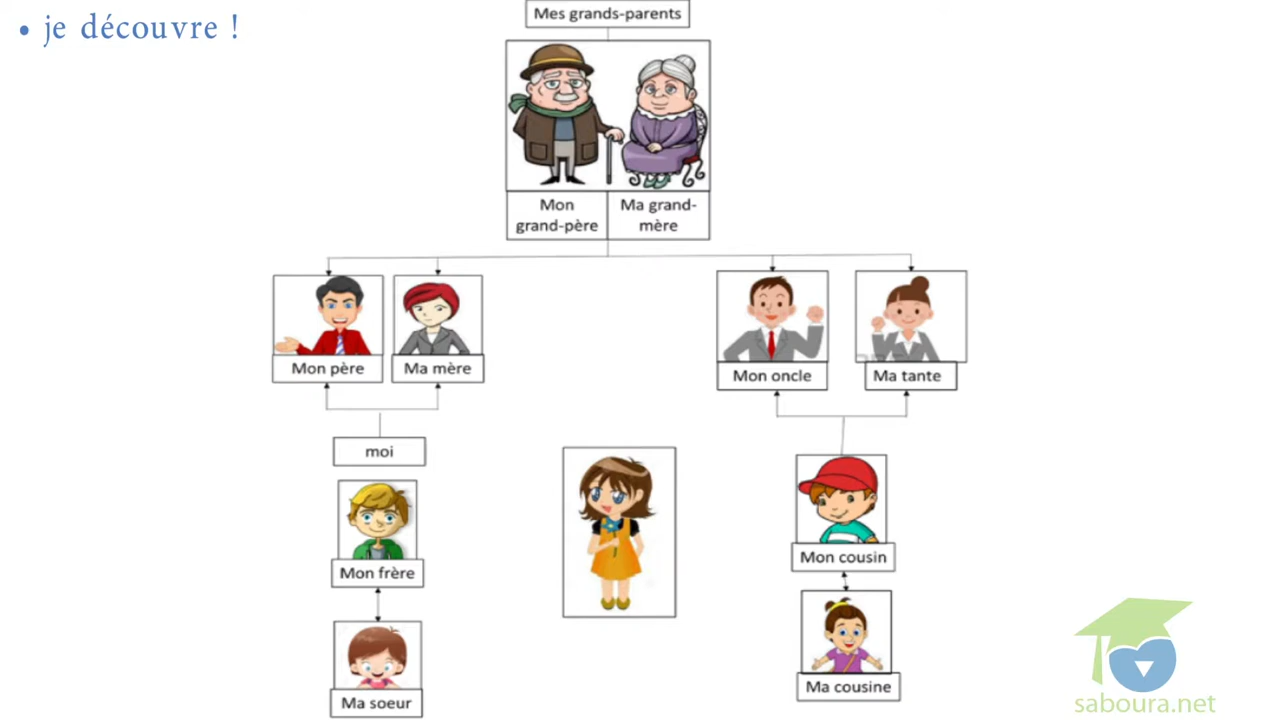 • je découvre !
Mes grands-parents
Mon
grand-père
Ma grand-
mère
Mon père
Ma mère
Mon oncle
Ma tante
moi
Mon frère
Ma soeur
Mon cousin
Ma cousine
saboura.net